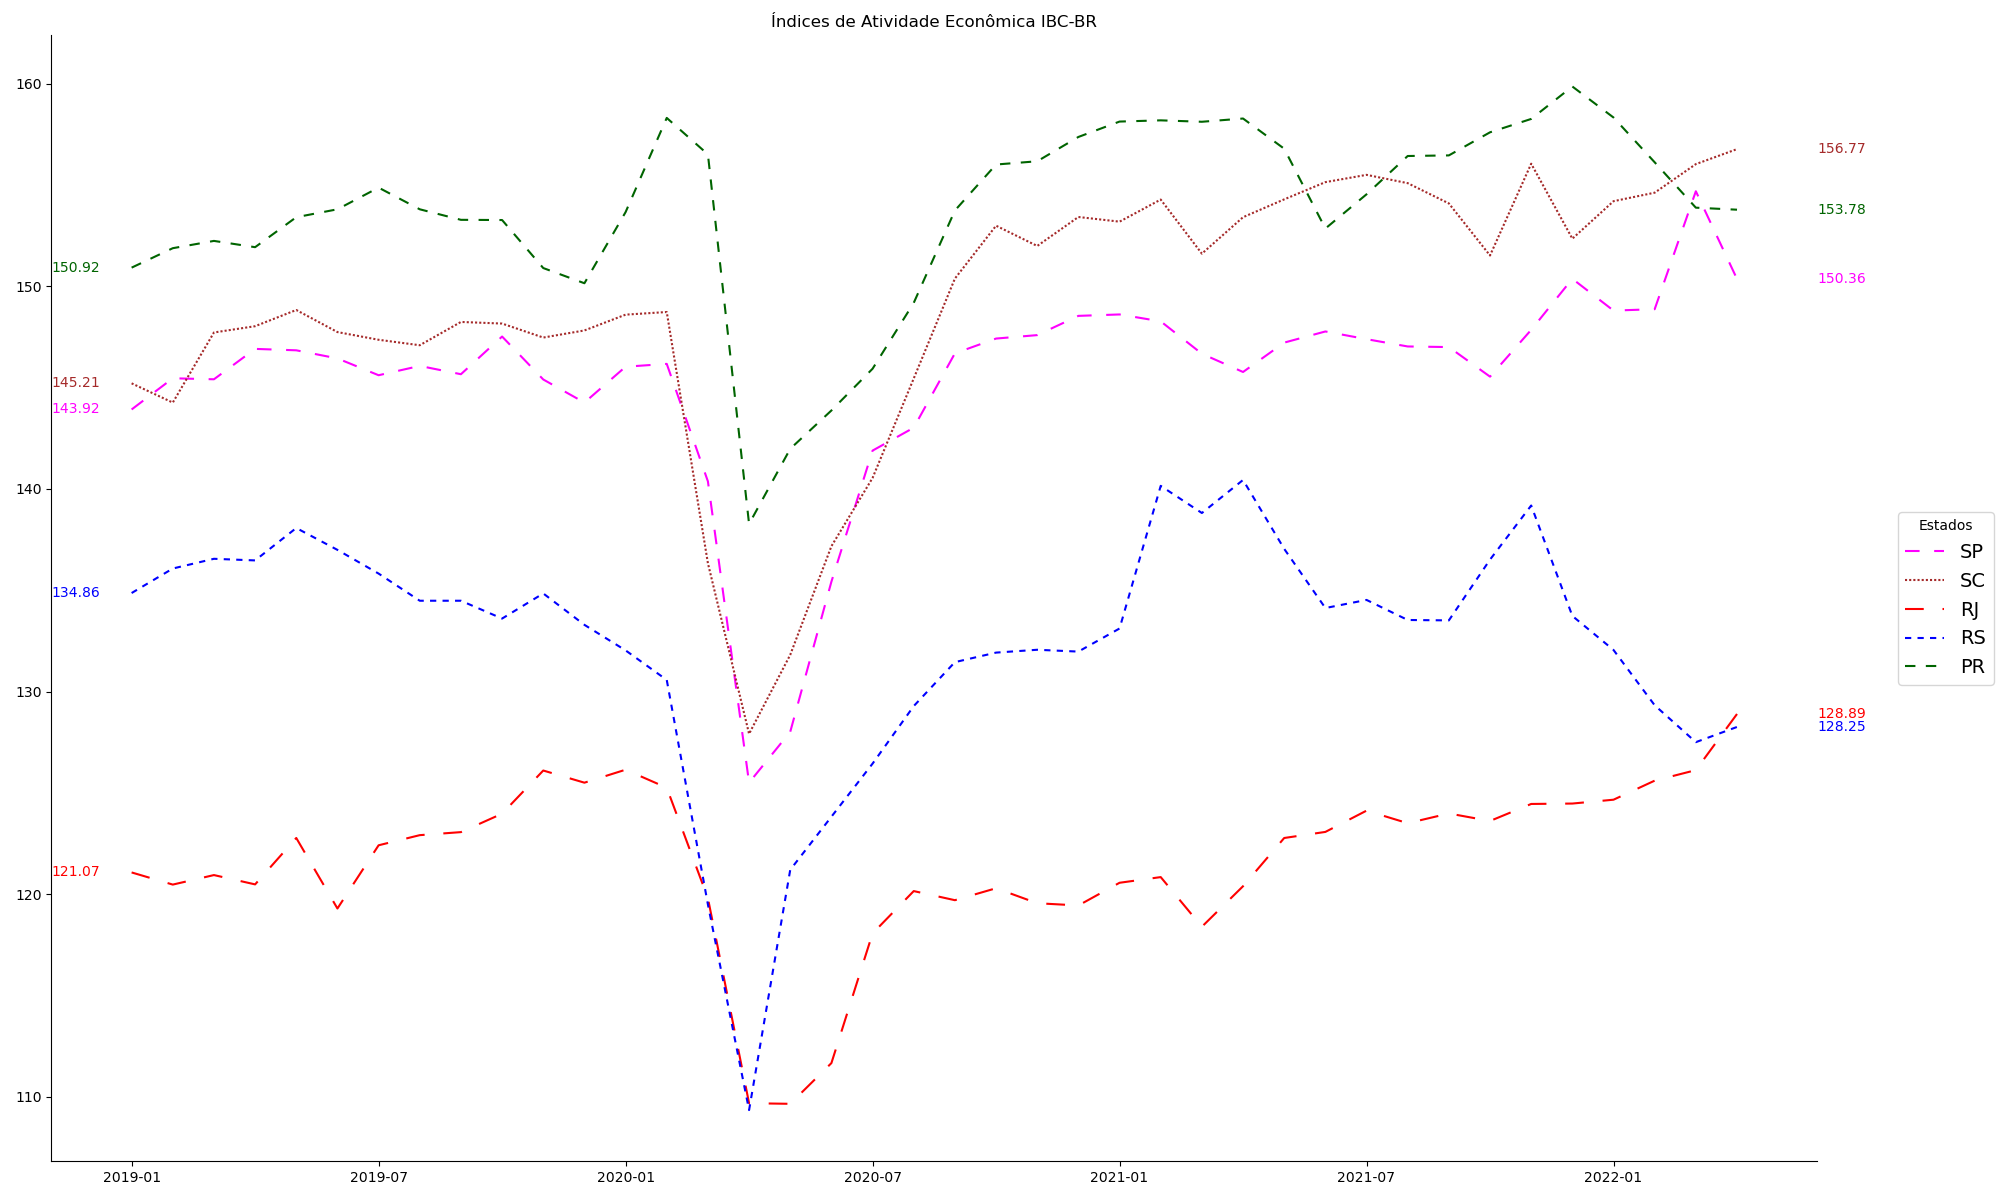 Índices de Atividade Econômica IBC-BR
160
150
140
130
120
110
150.92
145.21
143.92
134.86
121.07
156.77
153.78
150.36
128.89
128.25
Estados
SP
SC
RJ
RS
PR
2019-01 2019-07 2020-01 2020-07 2021-01 2021-07 2022-01